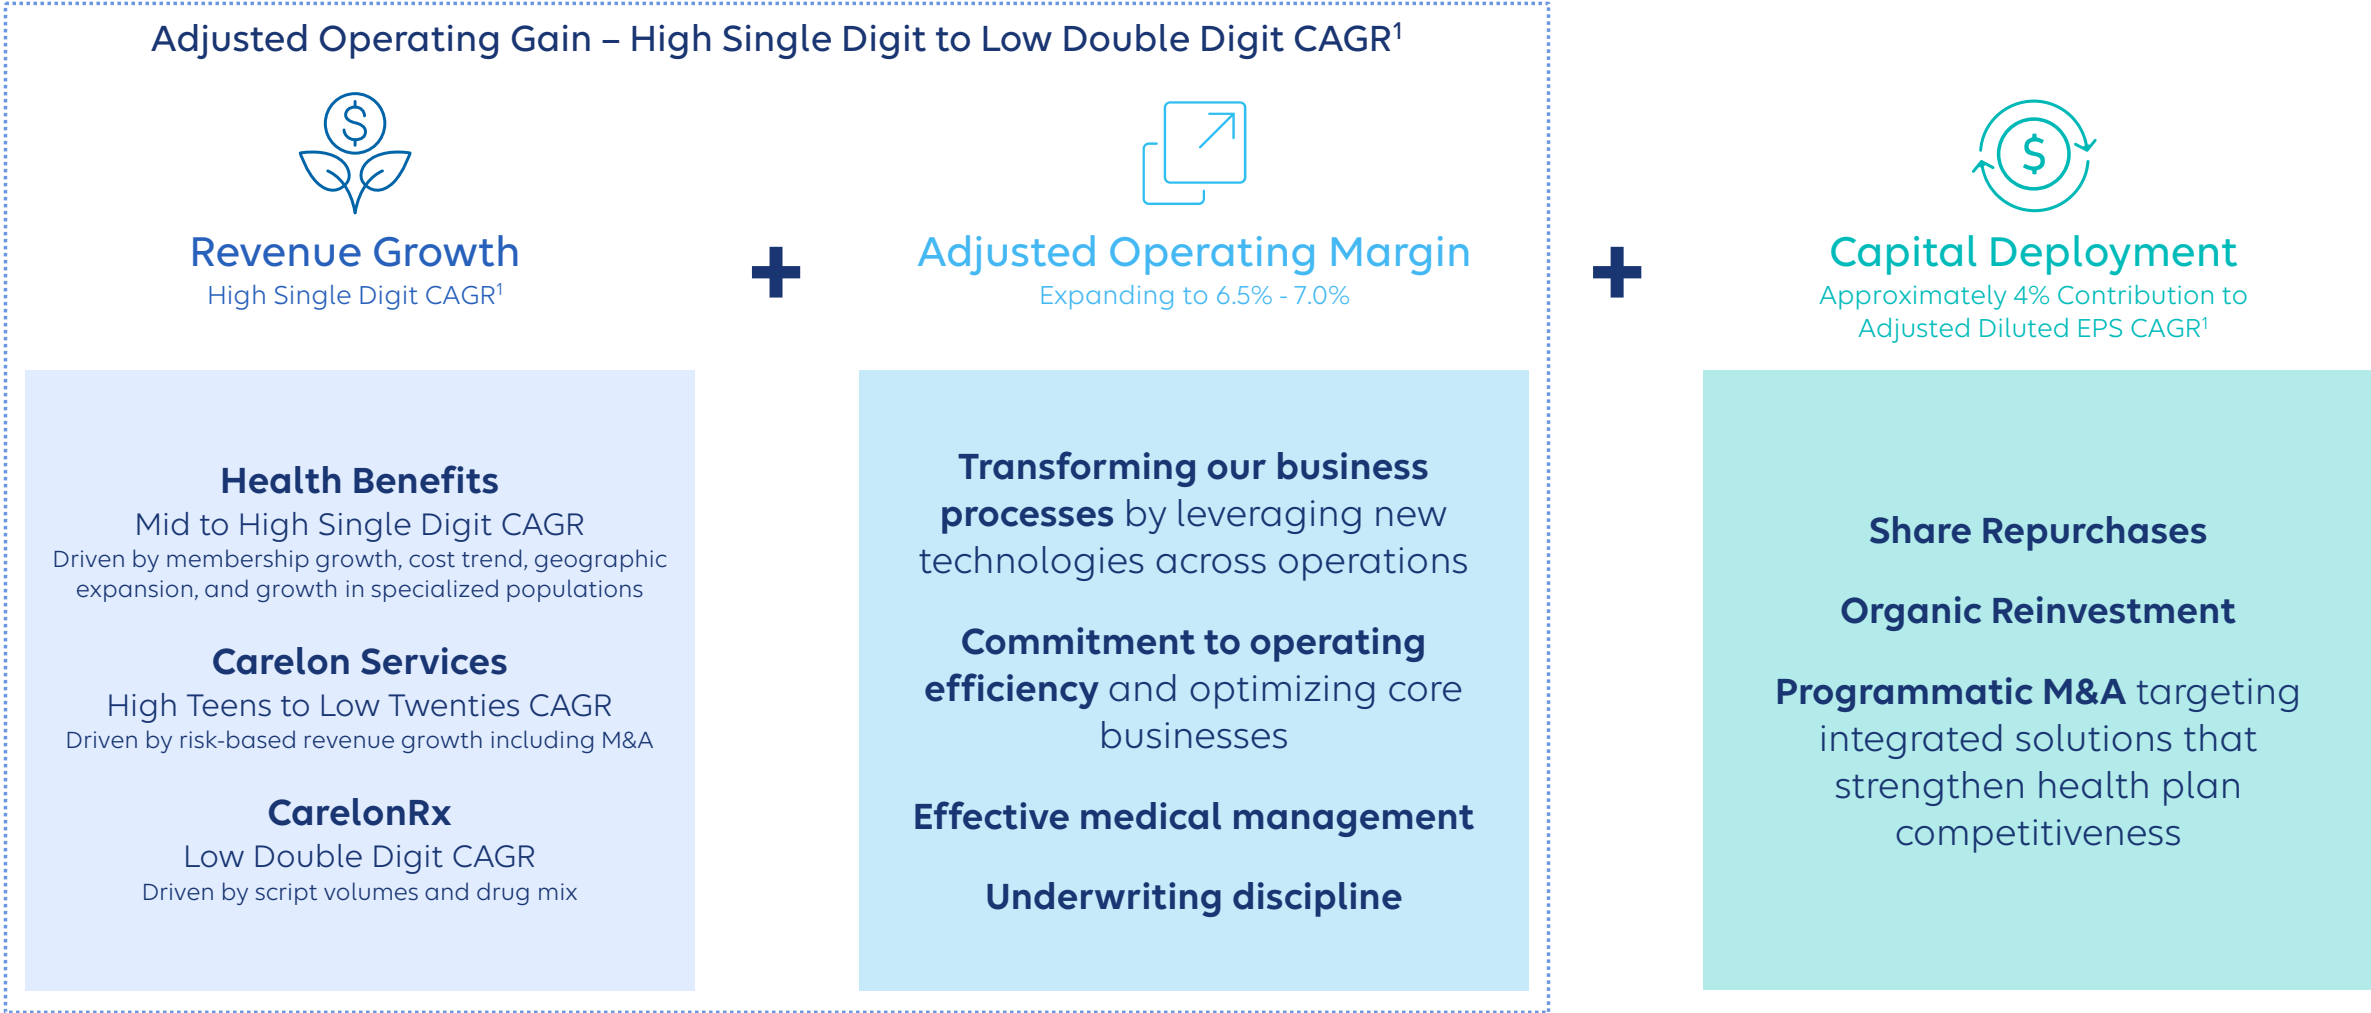 Adjusted Operating Gain – High Single Digit to Low Double Digit CAGR¹
$
Revenue Growth
High Single Digit CAGR¹
Health Benefits
Mid to High Single Digit CAGR
Driven by membership growth, cost trend, geographic
expansion, and growth in specialized populations
Carelon Services
High Teens to Low Twenties CAGR
Driven by risk-based revenue growth including M&A
CarelonRx
Low Double Digit CAGR
Driven by script volumes and drug mix
+
Adjusted Operating Margin
Expanding to 6.5% - 7.0%
Transforming our business
processes by leveraging new
technologies across operations
Commitment to operating
efficiency and optimizing core
businesses
Effective medical management
Underwriting discipline
+
$
Capital Deployment
Approximately 4% Contribution to
Adjusted Diluted EPS CAGR¹
Share Repurchases
Organic Reinvestment
Programmatic M&A targeting
integrated solutions that
strengthen health plan
competitiveness